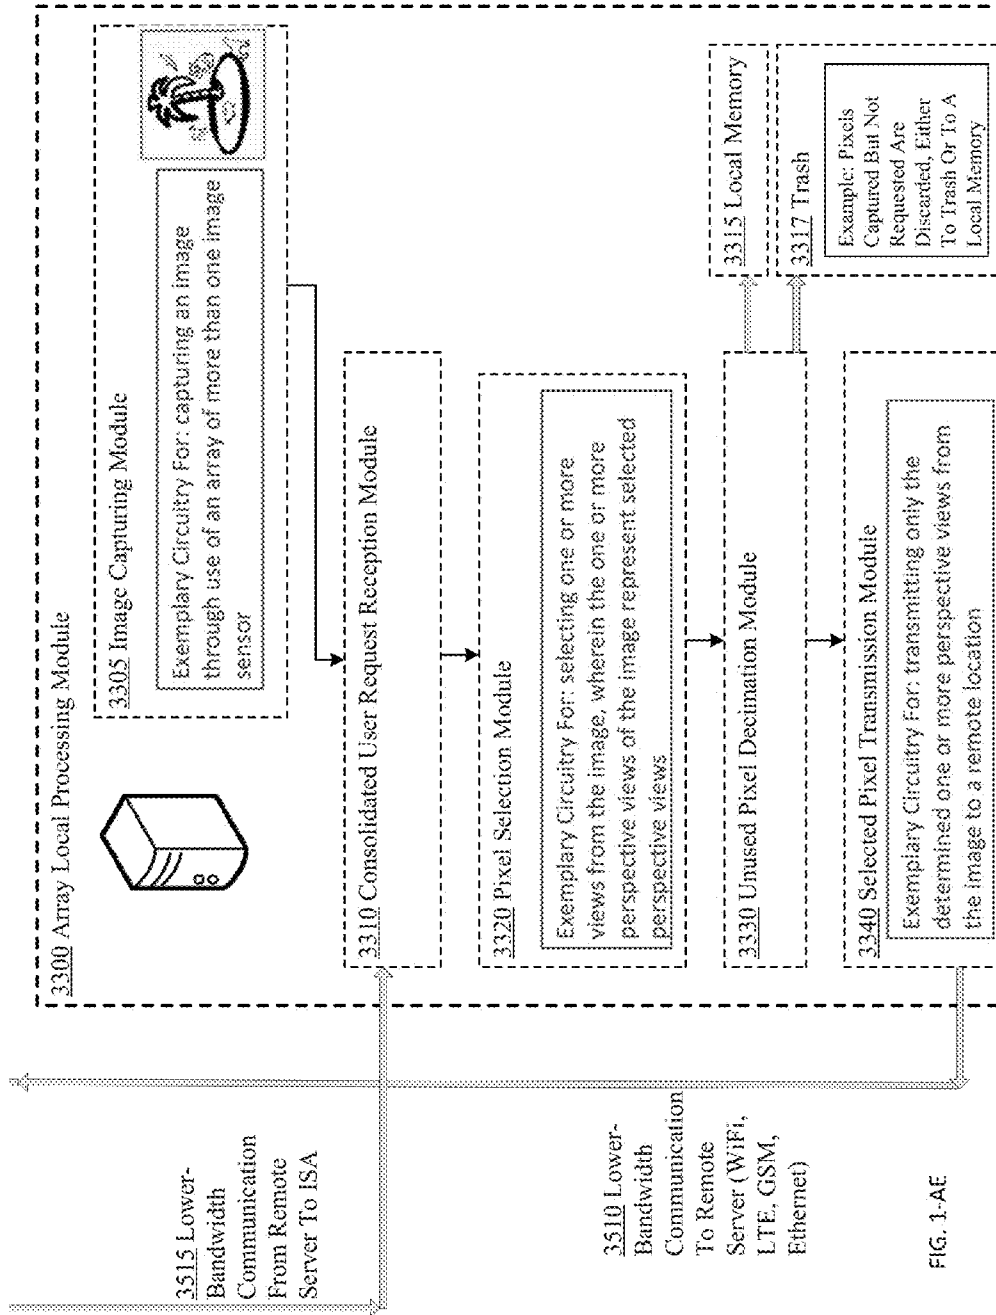 3300 Array Local Processing Module
3305 Image Capturing Module
Exemplary Circuitry For: capturing an image
through use of an array of more than one image
sensor
3310 Consolidated User Request Reception Module
3320 Pixel Selection Module
Exemplary Circuitry For: selecting one or more
views from the image, wherein the one or more
perspective views of the image represent selected
perspective views
3330 Unused Pixel Decimation Module
3315 Local Memory
3317 Trash
Example: Pixels
Captured But Not
Requested Are
Discarded, Either
To Trash Or To A
Local Memory
3340 Selected Pixel Transmission Module
Exemplary Circuitry For: transmitting only the
determined one or more perspective views from
the image to a remote location
3515 Lower-
Bandwidth
Communication
From Remote
Server To ISA
3510 Lower-
Bandwidth
Communication
To Remote
Server (WiFi,
LTE, GSM,
Ethernet)
FIG. 1-AE